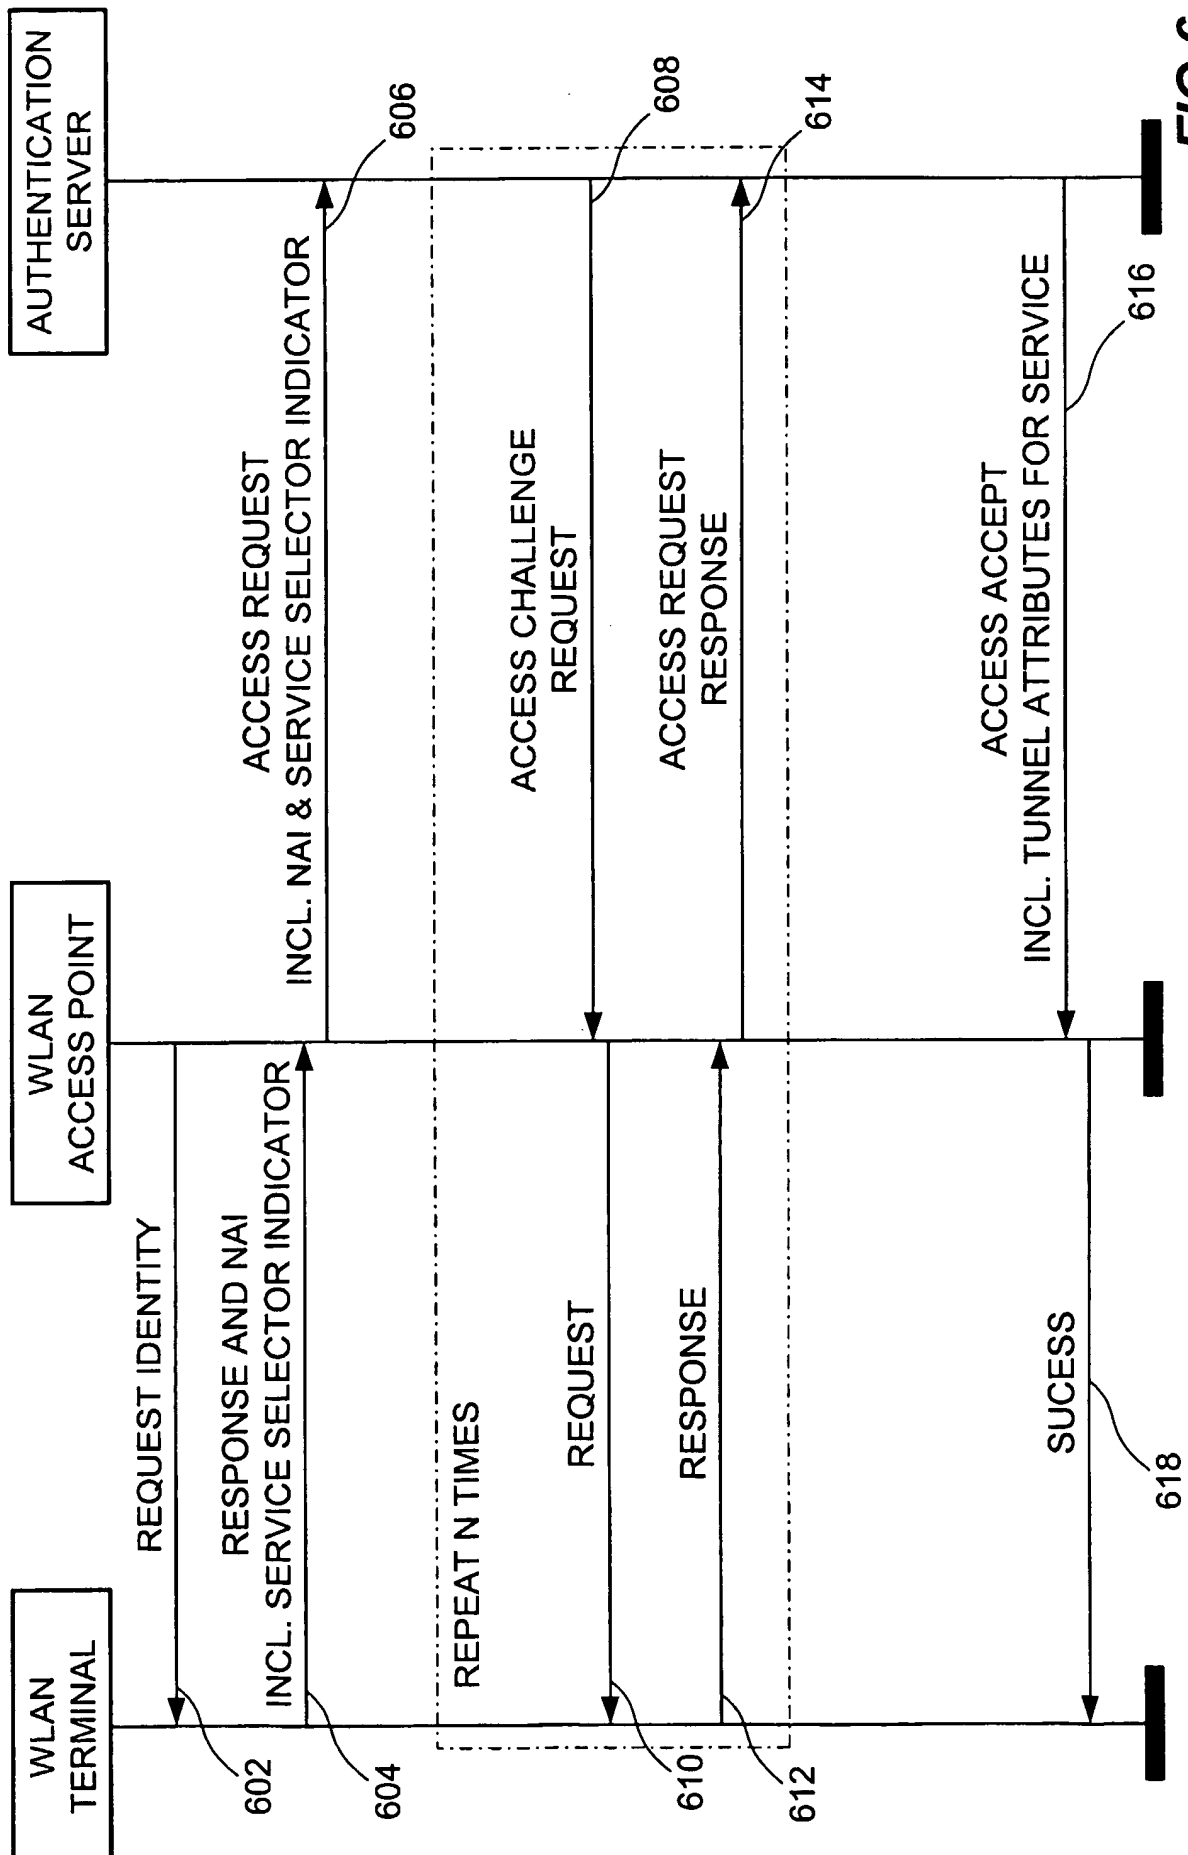 WLAN
TERMINAL
WLAN
ACCESS POINT
AUTHENTICATION
SERVER
REQUEST IDENTITY
602
RESPONSE AND NAI
INCL. SERVICE SELECTOR INDICATOR
604
ACCESS REQUEST
INCL. NAI & SERVICE SELECTOR INDICATOR
606
REPEAT N TIMES
ACCESS CHALLENGE
REQUEST
608
REQUEST
610
RESPONSE
612
ACCESS REQUEST
RESPONSE
614
ACCESS ACCEPT
INCL. TUNNEL ATTRIBUTES FOR SERVICE
616
SUCESS
618